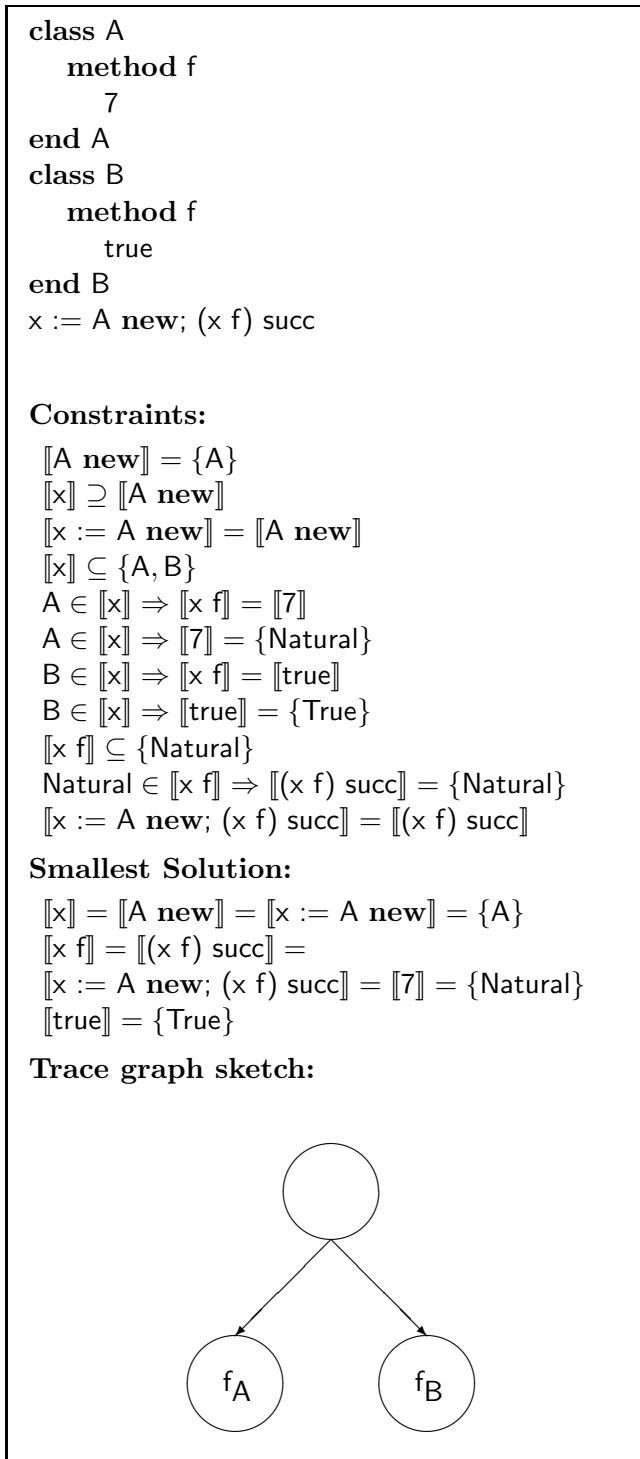 class A
method f
7
end A
class B
method f
true
end B
x := A new; (x f) succ
Constraints:
⟦A new⟧ = {A}
⟦x⟧ ⊇ ⟦A new⟧
⟦x := A new⟧ = ⟦A new⟧
⟦x⟧ ⊆ {A, B}
A ∈ ⟦x⟧ ⇒ ⟦x f⟧ = ⟦7⟧
A ∈ ⟦x⟧ ⇒ ⟦7⟧ = {Natural}
B ∈ ⟦x⟧ ⇒ ⟦x f⟧ = ⟦true⟧
B ∈ ⟦x⟧ ⇒ ⟦true⟧ = {True}
⟦x f⟧ ⊆ {Natural}
Natural ∈ ⟦x f⟧ ⇒ ⟦(x f) succ⟧ = {Natural}
⟦x := A new; (x f) succ⟧ = ⟦(x f) succ⟧
Smallest Solution:
⟦x⟧ = ⟦A new⟧ = ⟦x := A new⟧ = {A}
⟦x f⟧ = ⟦(x f) succ⟧ =
⟦x := A new; (x f) succ⟧ = ⟦7⟧ = {Natural}
⟦true⟧ = {True}
Trace graph sketch:
f_A f_B